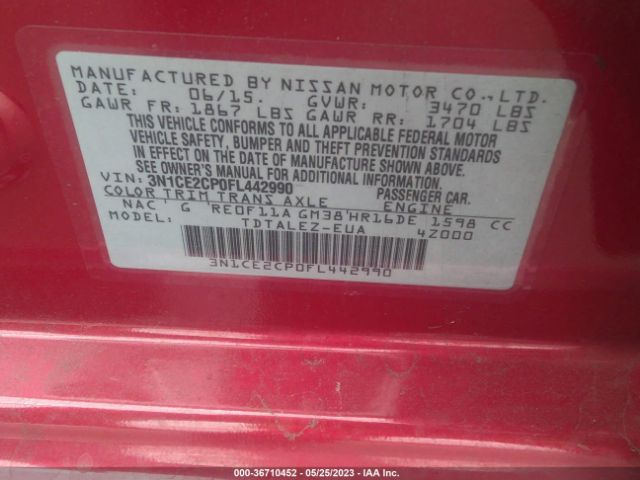 MANUFACTURED BY NISSAN MOTOR CO.,LTD.
DATE: 06/15. GVWR: 3470 LBS
GAWR FR: 1867 LBS GAWR RR: 1704 LBS
THIS VEHICLE CONFORMS TO ALL APPLICABLE FEDERAL MOTOR
VEHICLE SAFETY, BUMPER AND THEFT PREVENTION STANDARDS
IN EFFECT ON THE DATE OF MANUFACTURE SHOWN ABOVE.
SEE OWNER'S MANUAL FOR ADDITIONAL INFORMATION.
VIN: 3N1CE2CP0FL442990 PASSENGER CAR.
COLOR TRIM TRANS AXLE ENGINE
NAC G RE0F11A GM38 HR16DE 1598 CC
TDTALEZ-EUA 4Z000
3N1CE2CP0FL442990
000-36710452 - 05/25/2023 - IAA Inc.